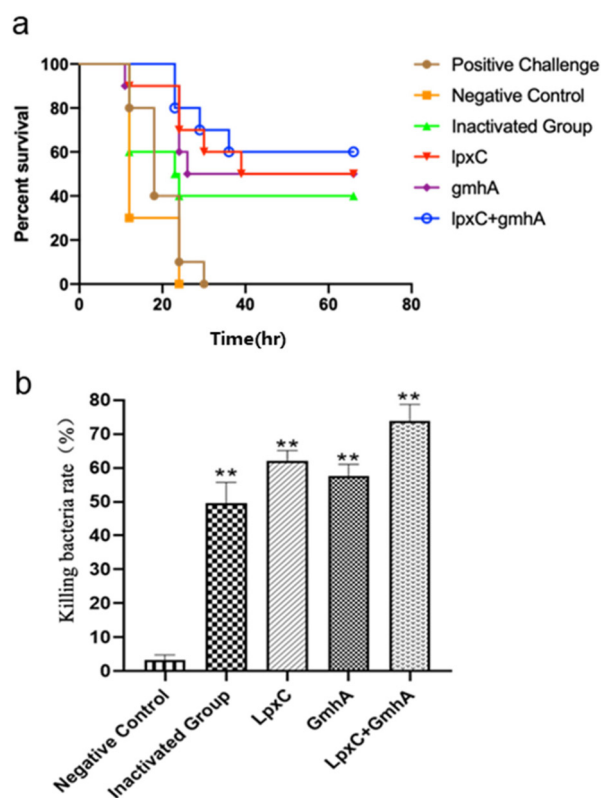 a
Percent survival
100
80
60
40
20
0
0 20 40 60 80
Time(hr)
Positive Challenge
Negative Control
Inactivated Group
lpxC
gmhA
lpxC+gmhA
b
Killing bacteria rate（%）
80
70
60
50
40
30
20
10
0
** ** ** **
Negative Control
Inactivated Group
LpxC
GmhA
LpxC+GmhA